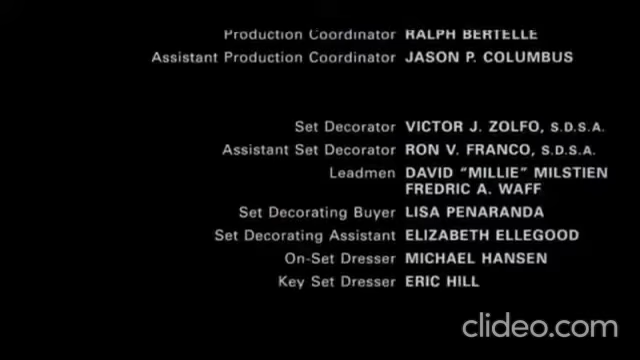 Production Coordinator RALPH BERTELLE
Assistant Production Coordinator JASON P. COLUMBUS
Set Decorator VICTOR J. ZOLFO, S.D.S.A.
Assistant Set Decorator RON V. FRANCO, S.D.S.A.
Leadmen DAVID "MILLIE" MILSTIEN
FREDRIC A. WAFF
Set Decorating Buyer LISA PENARANDA
Set Decorating Assistant ELIZABETH ELLEGOOD
On-Set Dresser MICHAEL HANSEN
Key Set Dresser ERIC HILL
clideo.com